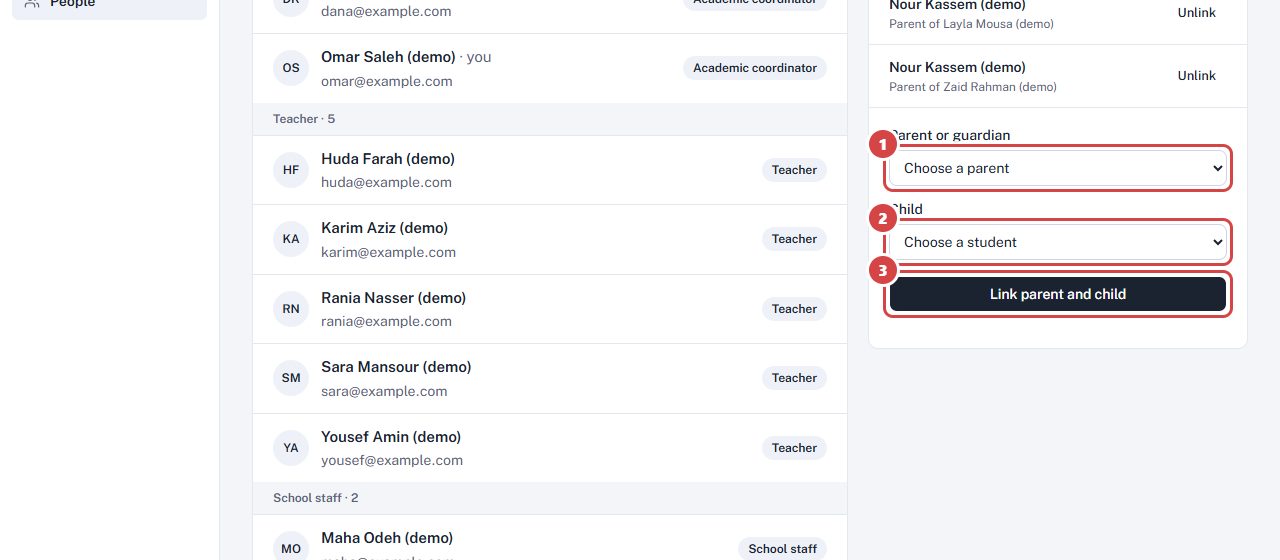 People
dana@example.com
Academic coordinator
OS
Omar Saleh (demo) · you
omar@example.com
Academic coordinator
Teacher · 5
HF
Huda Farah (demo)
huda@example.com
Teacher
KA
Karim Aziz (demo)
karim@example.com
Teacher
RN
Rania Nasser (demo)
rania@example.com
Teacher
SM
Sara Mansour (demo)
sara@example.com
Teacher
YA
Yousef Amin (demo)
yousef@example.com
Teacher
School staff · 2
MO
Maha Odeh (demo)
School staff
Nour Kassem (demo)
Parent of Layla Mousa (demo)
Unlink
Nour Kassem (demo)
Parent of Zaid Rahman (demo)
Unlink
Parent or guardian
1
Choose a parent
Child
2
Choose a student
3
Link parent and child